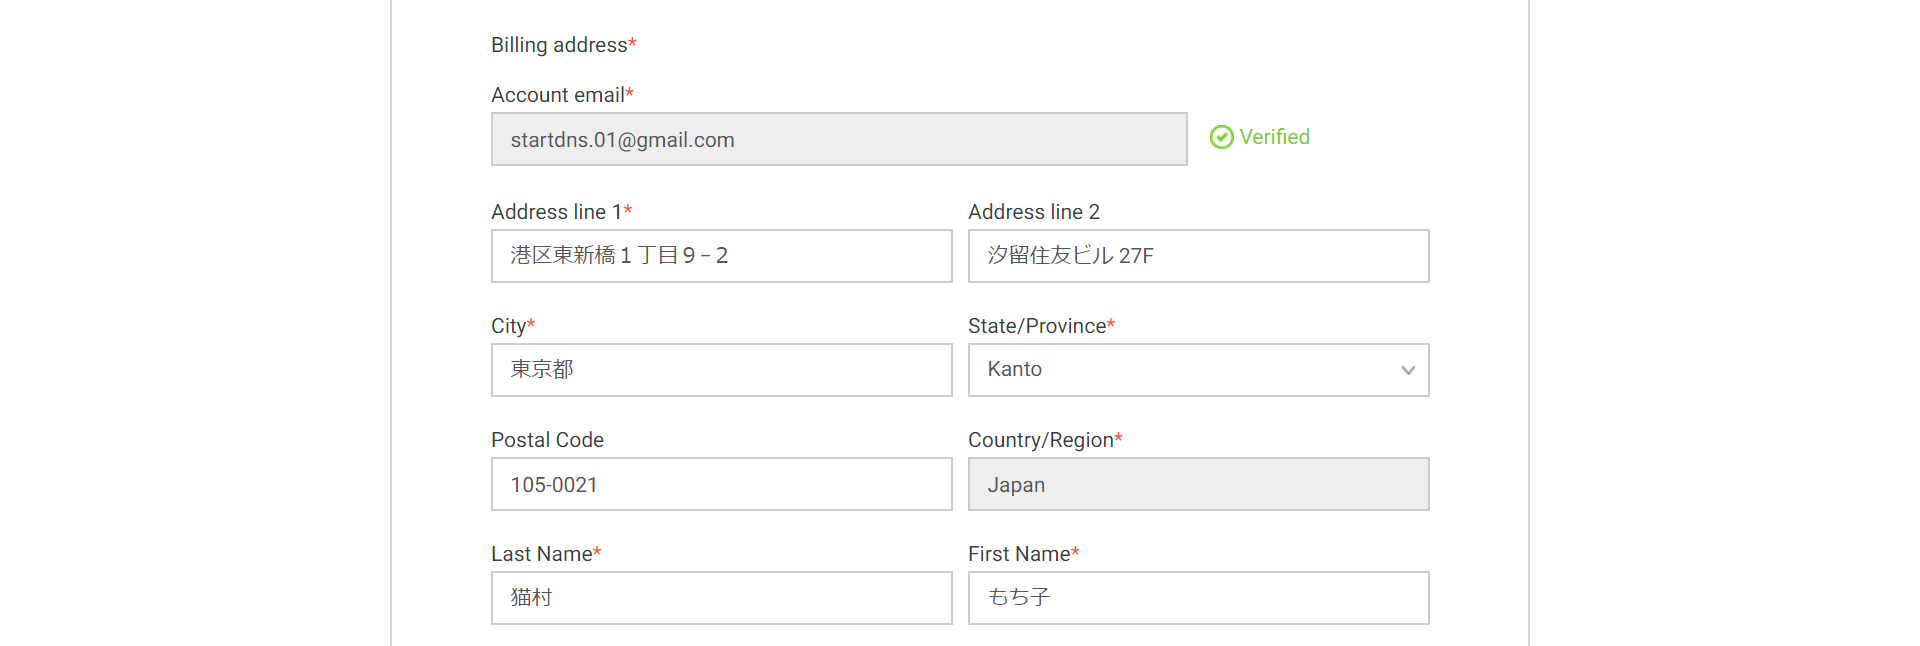 Billing address*
Account email*
startdns.01@gmail.com
Verified
Address line 1*
Address line 2
港区東新橋１丁目９−２
汐留住友ビル 27F
City*
State/Province*
東京都
Kanto
Postal Code
Country/Region*
105-0021
Japan
Last Name*
First Name*
猫村
もち子